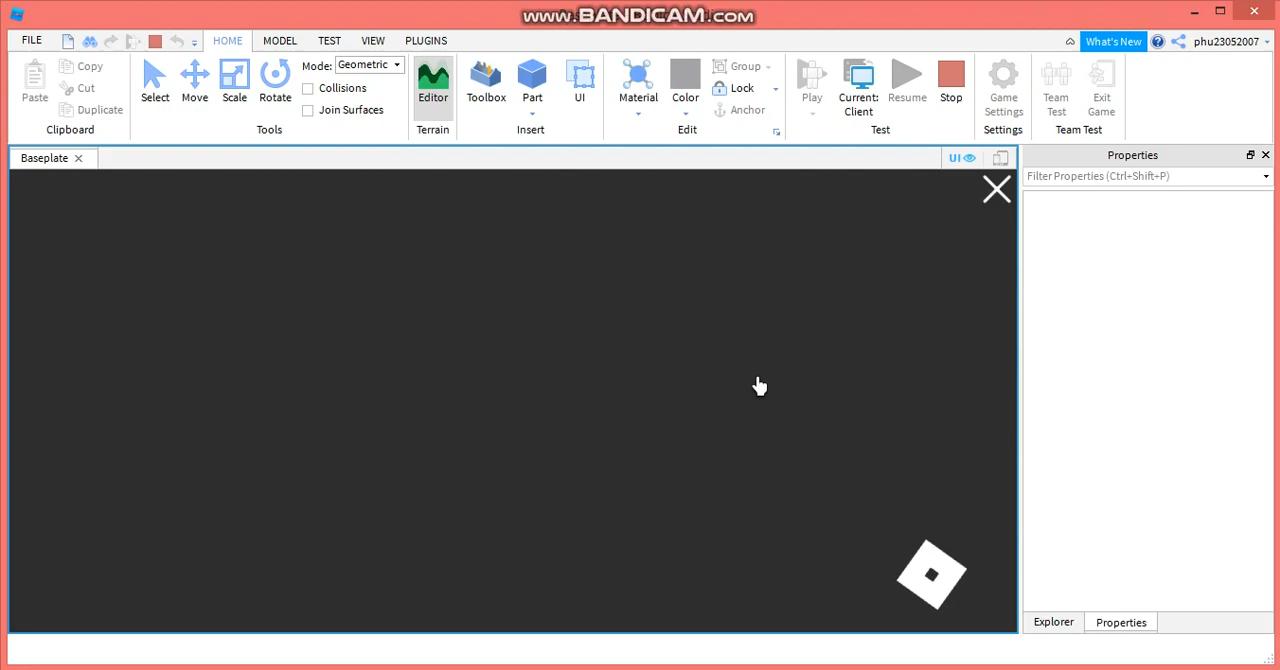 www.BANDICAM.com
FILE HOME MODEL TEST VIEW PLUGINS What's New phu23052007
Paste Copy Cut Duplicate Clipboard
Select Move Scale Rotate Mode: Geometric Collisions Join Surfaces Tools
Editor Terrain
Toolbox Part UI Insert
Material Color Group Lock Anchor Edit
Play Current: Client Resume Stop Test
Game Settings Settings
Team Test Exit Game Team Test
Baseplate UI
Properties
Filter Properties (Ctrl+Shift+P)
Explorer Properties